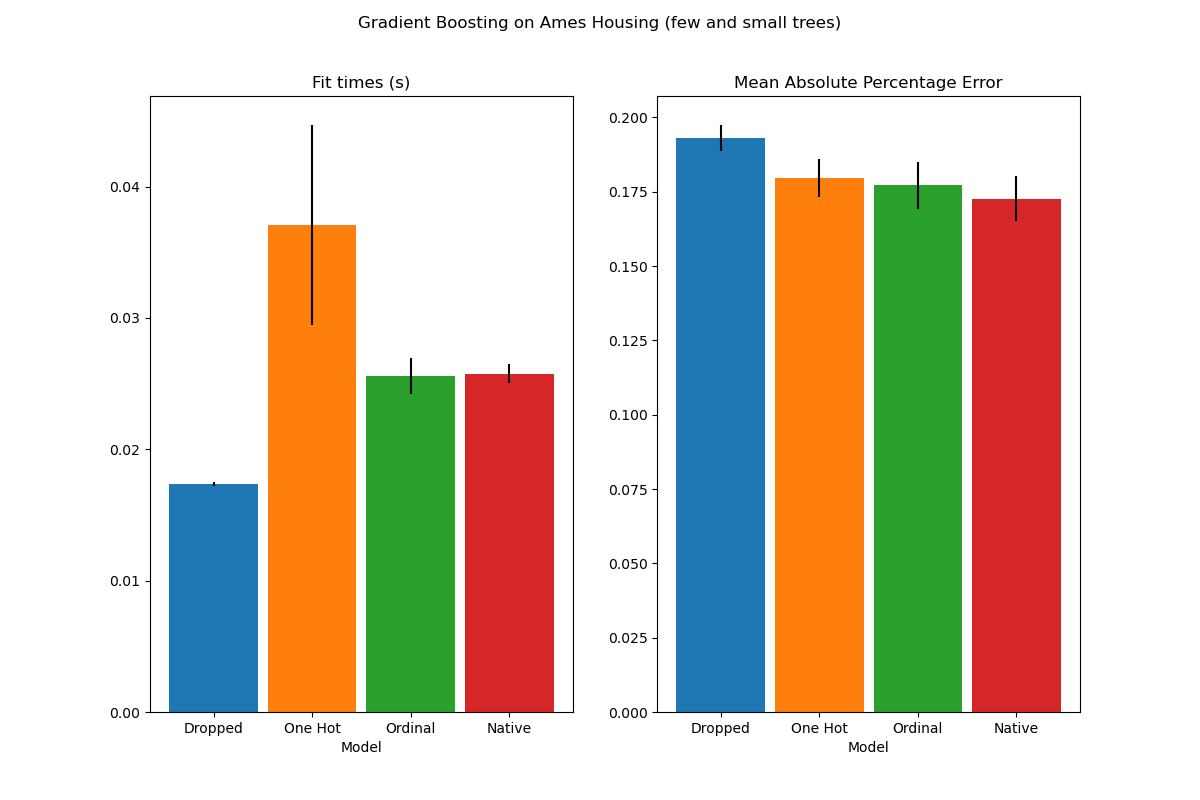 Gradient Boosting on Ames Housing (few and small trees)
Fit times (s)
0.04
0.03
0.02
0.01
0.00
Dropped One Hot Ordinal Native
Model
Mean Absolute Percentage Error
0.200
0.175
0.150
0.125
0.100
0.075
0.050
0.025
0.000
Dropped One Hot Ordinal Native
Model